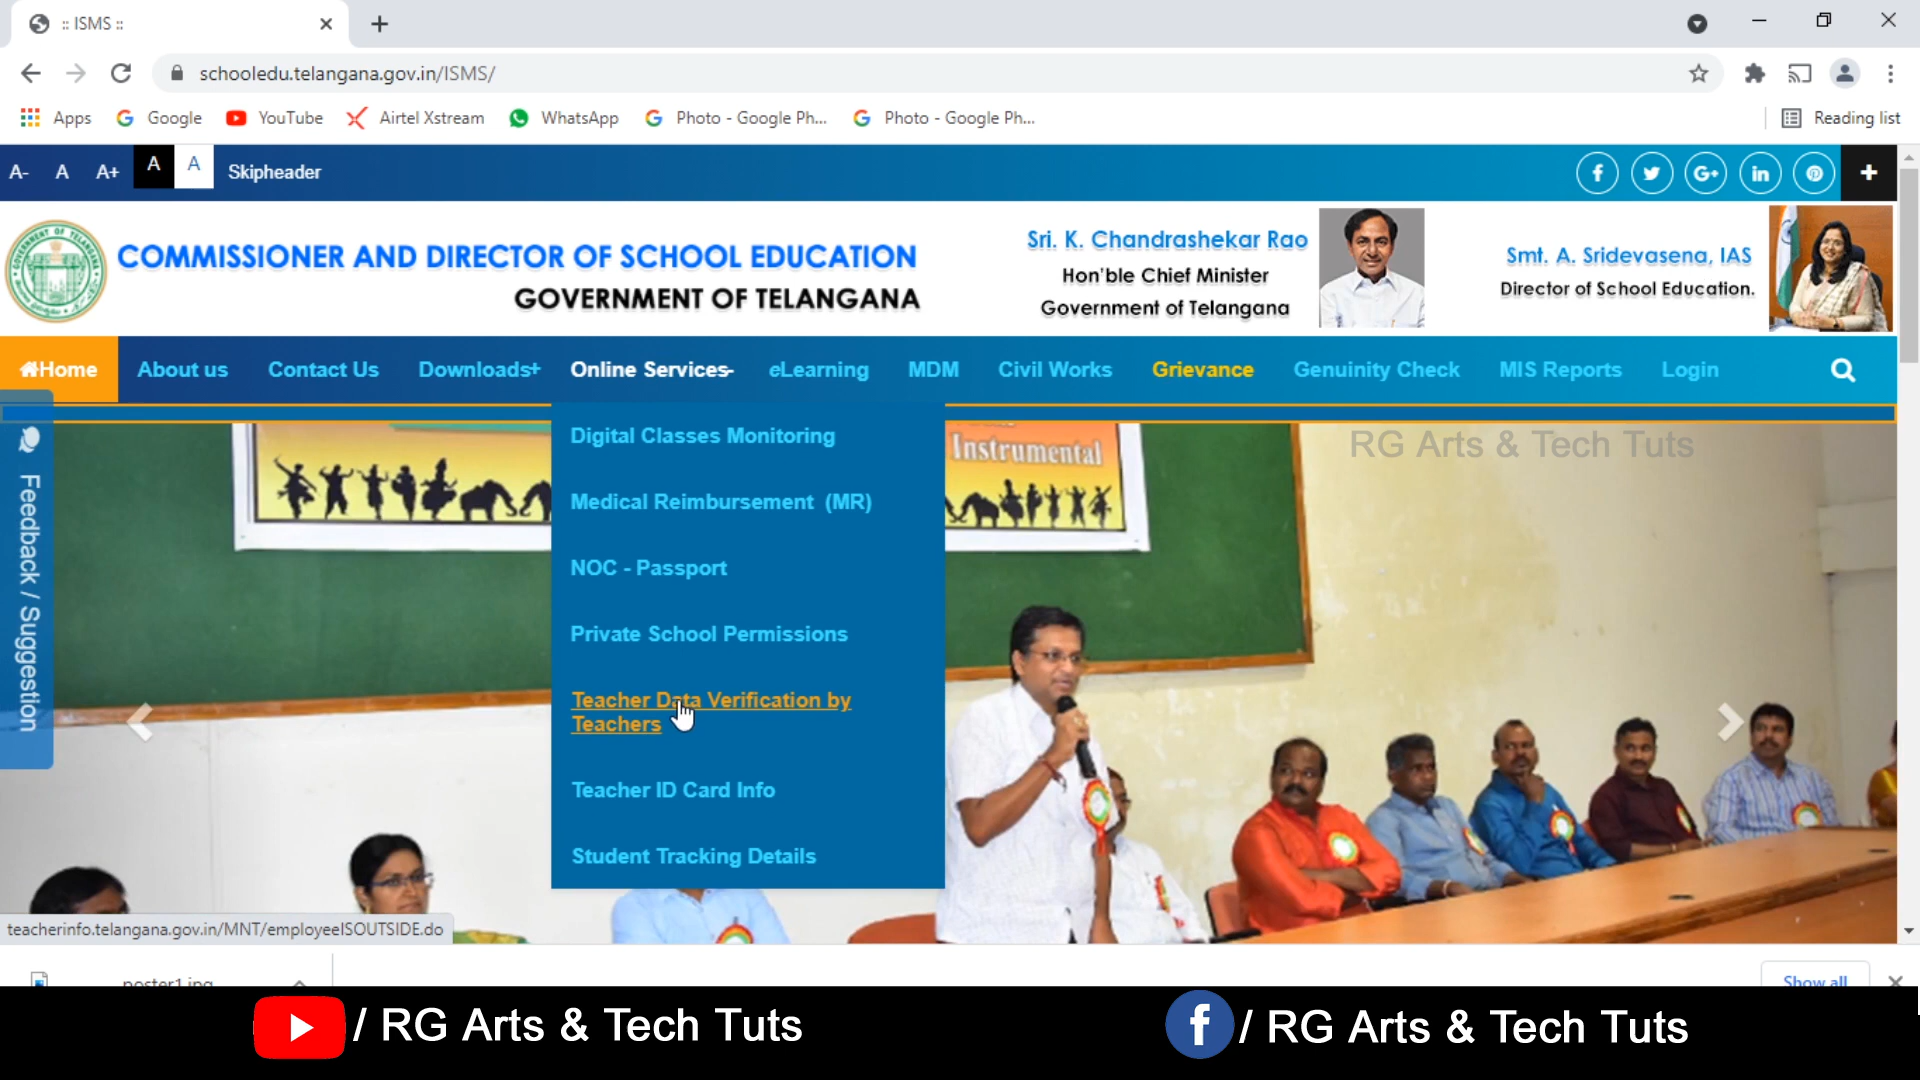 :: ISMS ::
schooledu.telangana.gov.in/ISMS/
Apps Google YouTube Airtel Xstream WhatsApp Photo - Google Ph... Photo - Google Ph... Reading list
A- A A+ A A Skipheader
COMMISSIONER AND DIRECTOR OF SCHOOL EDUCATION
GOVERNMENT OF TELANGANA
Sri. K. Chandrashekar Rao
Hon'ble Chief Minister
Government of Telangana
Smt. A. Sridevasena, IAS
Director of School Education.
Home About us Contact Us Downloads+ Online Services- eLearning MDM Civil Works Grievance Genuinity Check MIS Reports Login
Digital Classes Monitoring
Medical Reimbursement (MR)
NOC - Passport
Private School Permissions
Teacher Data Verification by
Teachers
Teacher ID Card Info
Student Tracking Details
Instrumental
RG Arts & Tech Tuts
Feedback / Suggestion
teacherinfo.telangana.gov.in/MNT/employeeISOUTSIDE.do
poster1.jpg
Show all
/ RG Arts & Tech Tuts
/ RG Arts & Tech Tuts